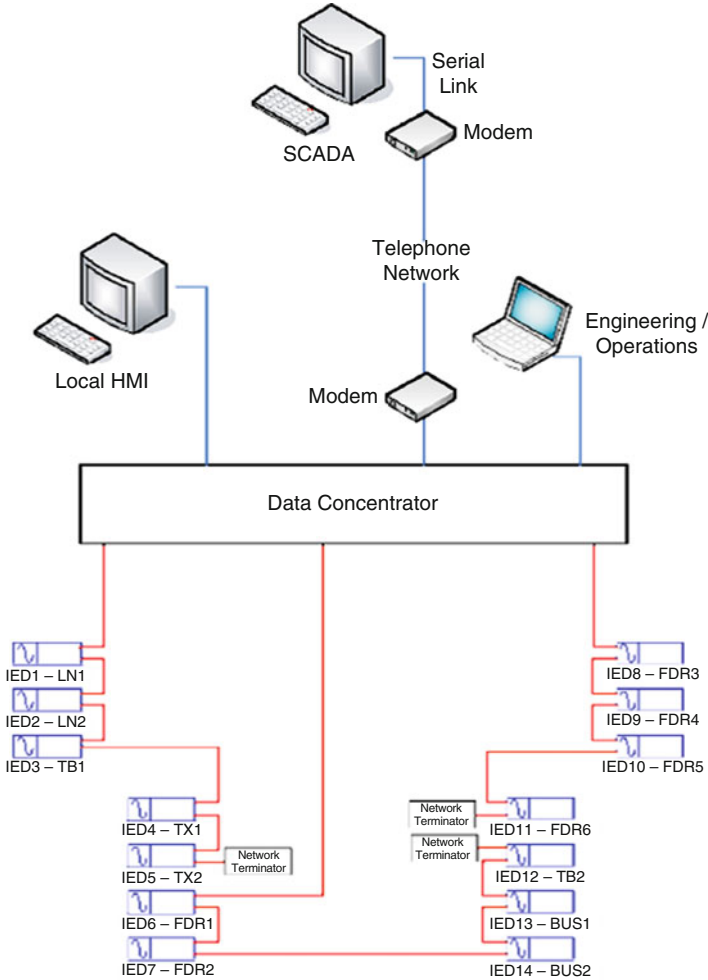 Serial
Link
Modem
SCADA
Telephone
Network
Engineering /
Operations
Local HMI
Modem
Data Concentrator
IED1 – LN1
IED8 – FDR3
IED2 – LN2
IED9 – FDR4
IED3 – TB1
IED10 – FDR5
Network
Terminator
IED4 – TX1
IED11 – FDR6
Network
Terminator
Network
Terminator
IED5 – TX2
IED12 – TB2
IED6 – FDR1
IED13 – BUS1
IED7 – FDR2
IED14 – BUS2